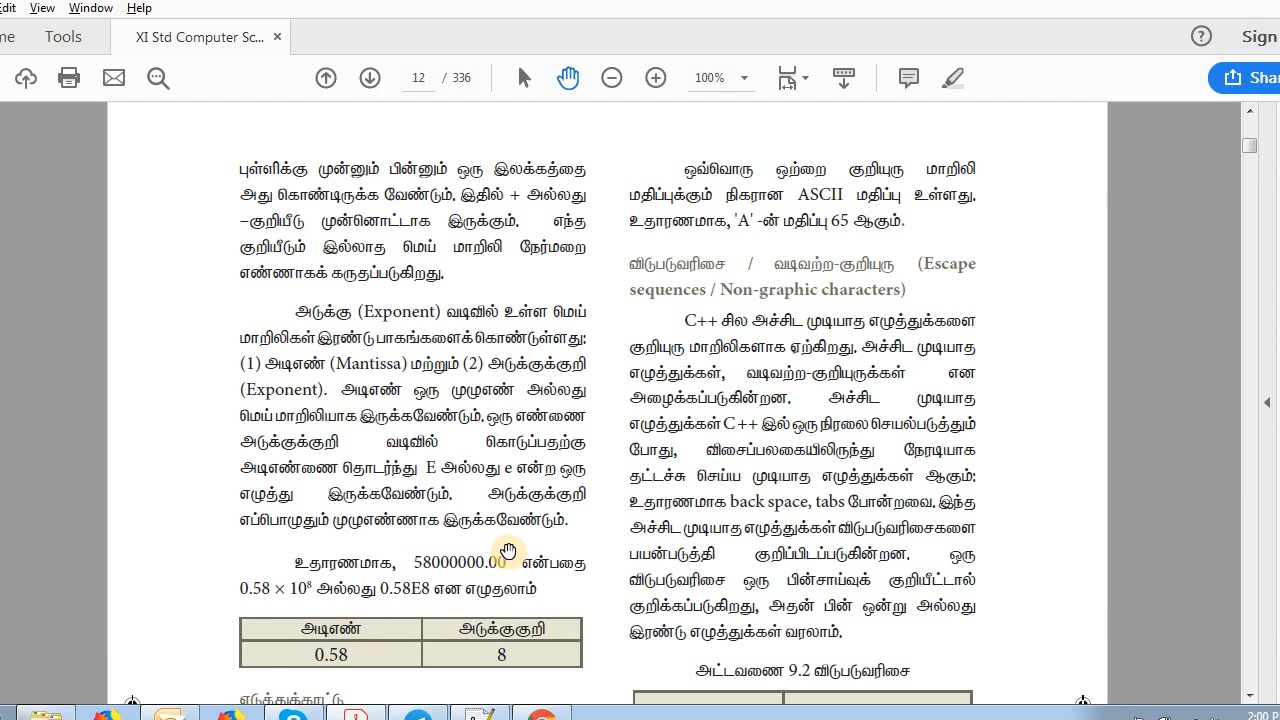 Edit View Window Help
Tools XI Std Computer Sc... × Sign
12 / 336 100%
புள்ளிக்கு முன்னும் பின்னும் ஒரு இலக்கத்தை
அது கொண்டிருக்க வேண்டும். இதில் + அல்லது
–குறியீடு முன்னொட்டாக இருக்கும். எந்த
குறியீடும் இல்லாத மெய் மாறிலி நேர்மறை
எண்ணாகக் கருதப்படுகிறது.
அடுக்கு (Exponent) வடிவில் உள்ள மெய்
மாறிலிகள் இரண்டு பாகங்களைக் கொண்டுள்ளது:
(1) அடிஎண் (Mantissa) மற்றும் (2) அடுக்குக்குறி
(Exponent). அடிஎண் ஒரு முழுஎண் அல்லது
மெய் மாறிலியாக இருக்கவேண்டும். ஒரு எண்ணை
அடுக்குக்குறி வடிவில் கொடுப்பதற்கு
அடிஎண்ணை தொடர்ந்து E அல்லது e என்ற ஒரு
எழுத்து இருக்கவேண்டும். அடுக்குக்குறி
எப்பொழுதும் முழுஎண்ணாக இருக்கவேண்டும்.
உதாரணமாக, 58000000.00 என்பதை
0.58 × 10⁸ அல்லது 0.58E8 என எழுதலாம்
அடிஎண் அடுக்குகுறி
0.58 8
எடுத்துக்காட்டு
ஒவ்வொரு ஒற்றை குறியுரு மாறிலி
மதிப்புக்கும் நிகரான ASCII மதிப்பு உள்ளது.
உதாரணமாக, 'A' -ன் மதிப்பு 65 ஆகும்.
விடுபடுவரிசை / வடிவற்ற-குறியுரு (Escape
sequences / Non-graphic characters)
C++ சில அச்சிட முடியாத எழுத்துக்களை
குறியுரு மாறிலிகளாக ஏற்கிறது. அச்சிட முடியாத
எழுத்துக்கள், வடிவற்ற-குறியுருக்கள் என
அழைக்கப்படுகின்றன. அச்சிட முடியாத
எழுத்துக்கள் C++ இல் ஒரு நிரலை செயல்படுத்தும்
போது, விசைப்பலகையிலிருந்து நேரடியாக
தட்டச்சு செய்ய முடியாத எழுத்துக்கள் ஆகும்:
உதாரணமாக back space, tabs போன்றவை. இந்த
அச்சிட முடியாத எழுத்துக்கள் விடுபடுவரிசைகளை
பயன்படுத்தி குறிப்பிடப்படுகின்றன. ஒரு
விடுபடுவரிசை ஒரு பின்சாய்வுக் குறியீட்டால்
குறிக்கப்படுகிறது, அதன் பின் ஒன்று அல்லது
இரண்டு எழுத்துக்கள் வரலாம்.
அட்டவணை 9.2 விடுபடுவரிசை